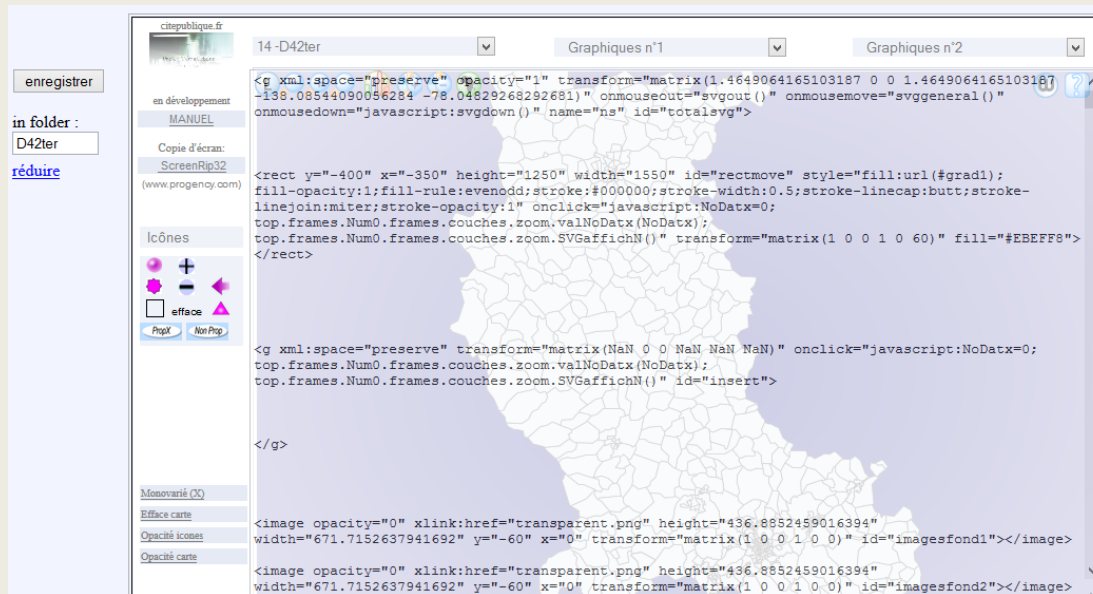 enregistrer
in folder :
D42ter
réduire
citepublique.fr
en développement
MANUEL
Copie d'écran:
ScreenRip32
(www.progency.com)
Icônes
efface
PropX
Non Prop
Monovarié (X)
Efface carte
Opacité icones
Opacité carte
14 -D42ter
Graphiques n°1
Graphiques n°2
<g xml:space="preserve" opacity="1" transform="matrix(1.4649064165103187 0 0 1.4649064165103187
-138.08544090056284 -78.04829268292681)" onmouseout="svgout()" onmousemove="svggeneral()"
onmousedown="javascript:svgdown()" name="ns" id="totalsvg">
<rect y="-400" x="-350" height="1250" width="1550" id="rectmove" style="fill:url(#grad1);
fill-opacity:1;fill-rule:evenodd;stroke:#000000;stroke-width:0.5;stroke-linecap:butt;stroke-
linejoin:miter;stroke-opacity:1" onclick="javascript:NoDatx=0;
top.frames.Num0.frames.couches.zoom.valNoDatx(NoDatx);
top.frames.Num0.frames.couches.zoom.SVGaffichN()" transform="matrix(1 0 0 1 0 60)" fill="#EBEFF8">
</rect>
<g xml:space="preserve" transform="matrix(NaN 0 0 NaN NaN NaN)" onclick="javascript:NoDatx=0;
top.frames.Num0.frames.couches.zoom.valNoDatx(NoDatx);
top.frames.Num0.frames.couches.zoom.SVGaffichN()" id="insert">
</g>
<image opacity="0" xlink:href="transparent.png" height="436.8852459016394"
width="671.7152637941692" y="-60" x="0" transform="matrix(1 0 0 1 0 0)" id="imagesfond1"></image>
<image opacity="0" xlink:href="transparent.png" height="436.8852459016394"
width="671.7152637941692" y="-60" x="0" transform="matrix(1 0 0 1 0 0)" id="imagesfond2"></image>